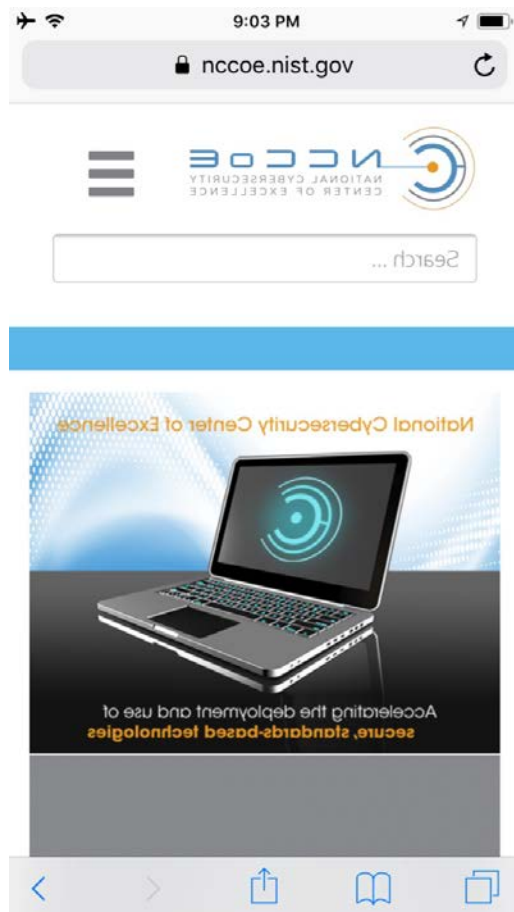 9:03 PM
nccoe.nist.gov
NCCoE
NATIONAL CYBERSECURITY
CENTER OF EXCELLENCE
Search ...
National Cybersecurity Center of Excellence
Accelerating the deployment and use of
secure, standards-based technologies